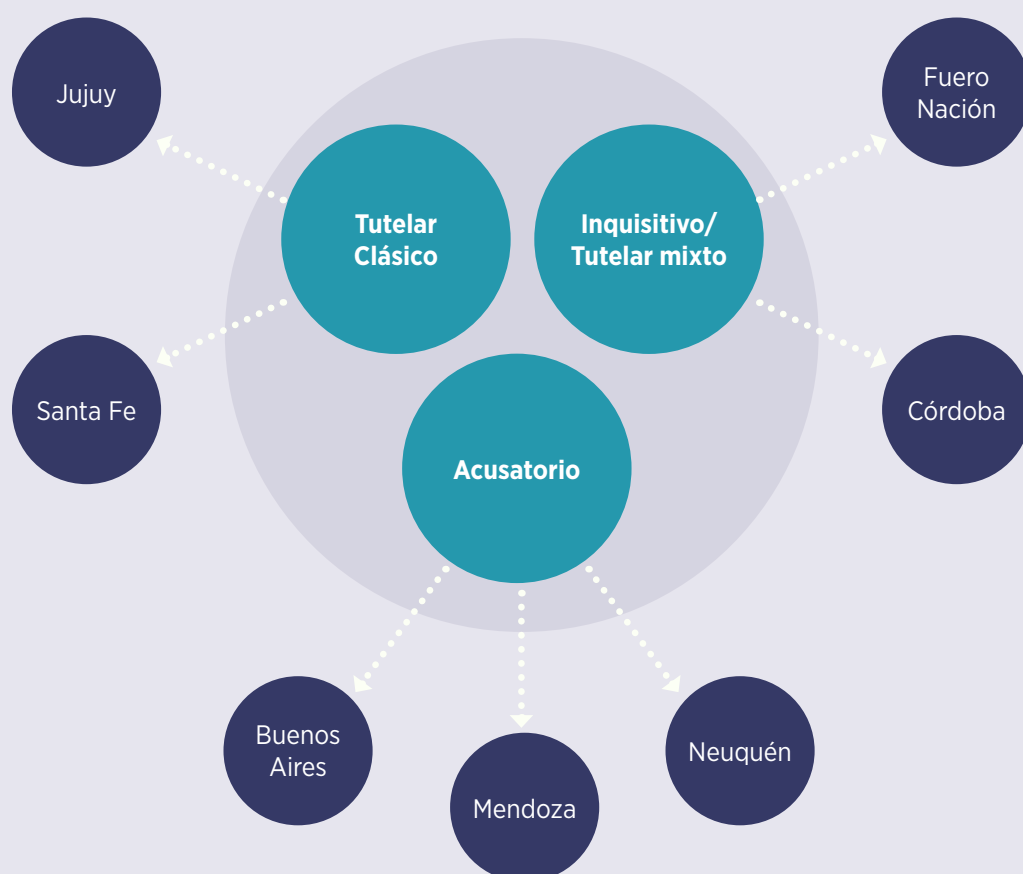 Jujuy
Fuero
Nación
Tutelar
Clásico
Inquisitivo/
Tutelar mixto
Santa Fe
Córdoba
Acusatorio
Buenos
Aires
Mendoza
Neuquén